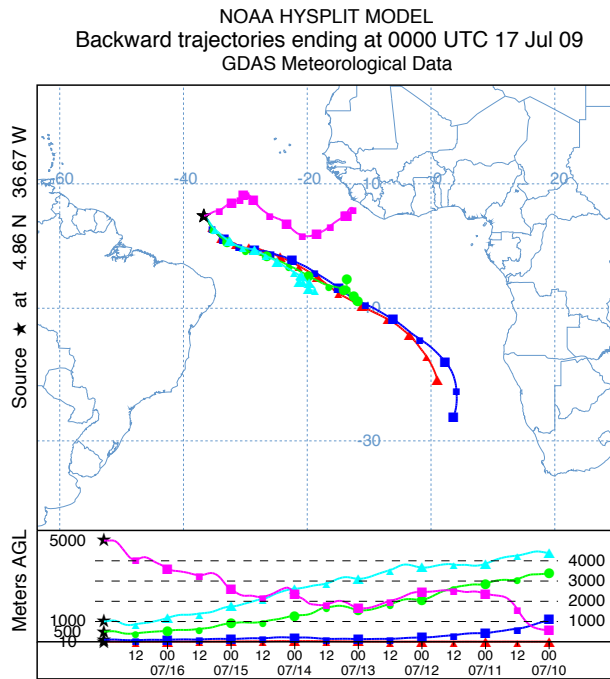 NOAA HYSPLIT MODEL
Backward trajectories ending at 0000 UTC 17 Jul 09
GDAS Meteorological Data
Source ★ at 4.86 N 36.67 W
-60 -40 -20 0 20
10
-10
-30
Meters AGL
5000
1000
500
10
4000
3000
2000
1000
12 00 12 00 12 00 12 00 12 00 12 00 12 00
07/16 07/15 07/14 07/13 07/12 07/11 07/10